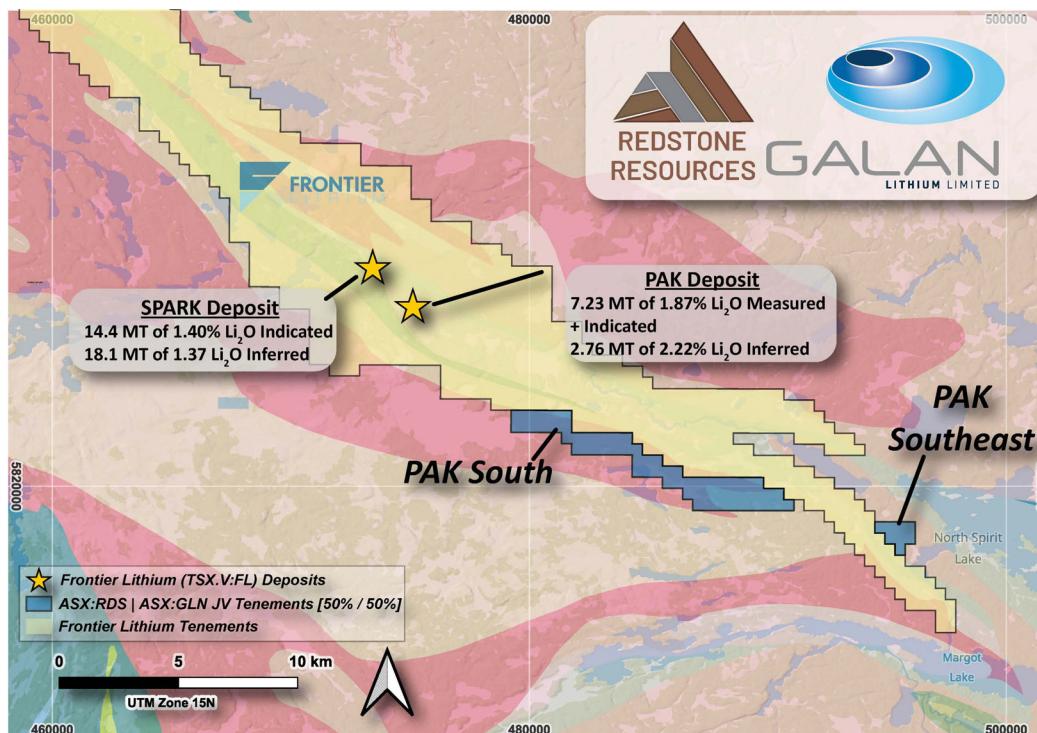 460000
480000
500000
REDSTONE
RESOURCES
GALAN
LITHIUM LIMITED
FRONTIER
LITHIUM
SPARK Deposit
14.4 MT of 1.40% Li₂O Indicated
18.1 MT of 1.37 Li₂O Inferred
PAK Deposit
7.23 MT of 1.87% Li₂O Measured
+ Indicated
2.76 MT of 2.22% Li₂O Inferred
PAK
Southeast
PAK South
5820000
North Spirit
Lake
Frontier Lithium (TSX.V:FL) Deposits
ASX:RDS | ASX:GLN JV Tenements [50% / 50%]
Frontier Lithium Tenements
0 5 10 km
UTM Zone 15N
Margot
Lake
460000
480000
500000